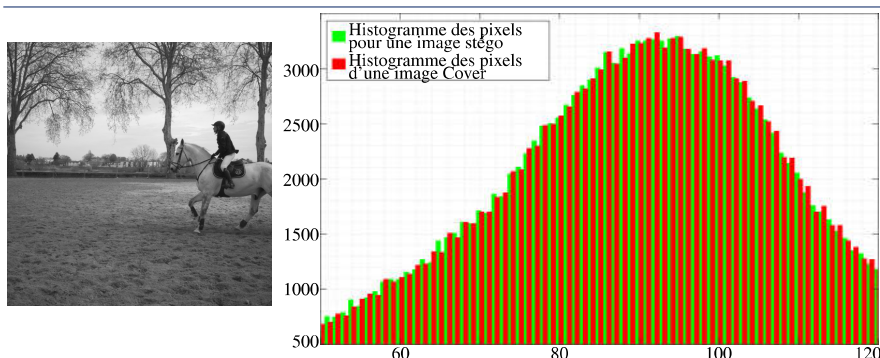 Histogramme des pixels
pour une image stégo
Histogramme des pixels
d'une image Cover
3000
2500
2000
1500
1000
500
60 80 100 120